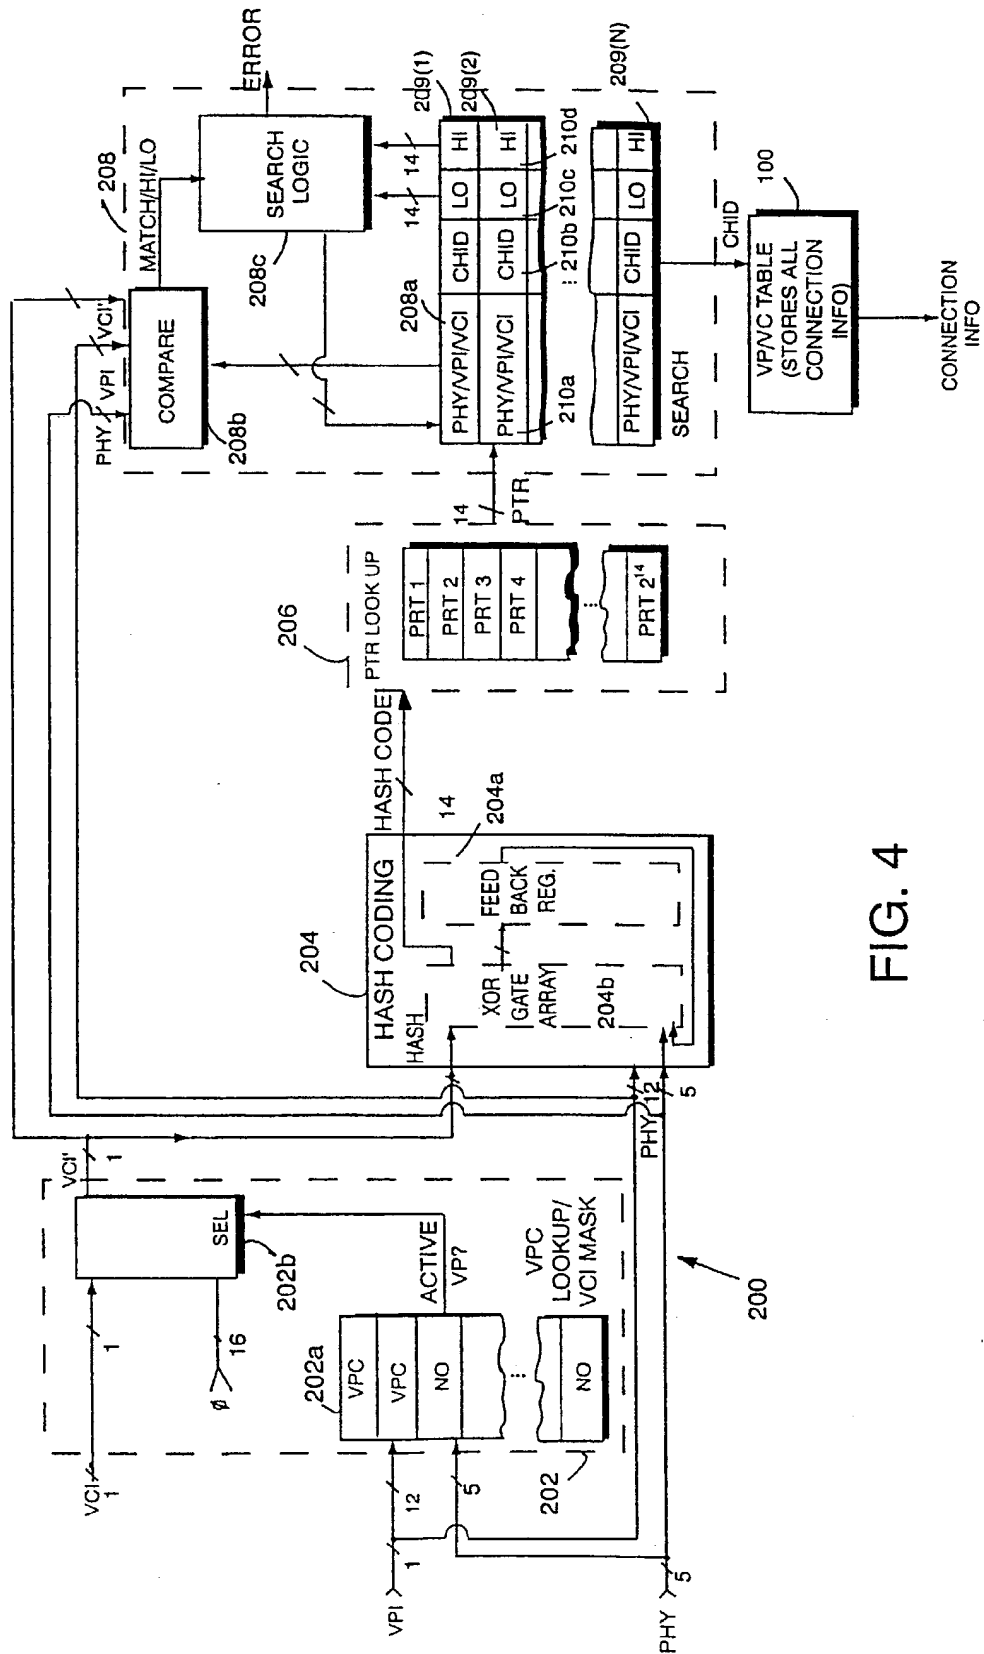 VCI
1
1
Ø
16
SEL
202b
VCI'
1
VPI
1
12
5
202a
VPC
VPC
NO
NO
ACTIVE
VP?
VPC
LOOKUP/
VCI MASK
202
PHY
5
200
PHY
12
5
204
HASH CODING
HASH
XOR
GATE
ARRAY
204b
FEED
BACK
REG.
204a
14
HASH CODE
206
PTR LOOK UP
PRT 1
PRT 2
PRT 3
PRT 4
PRT 2¹⁴
14
PTR
208
PHY
VPI
VCI'
COMPARE
208b
MATCH/HI/LO
SEARCH
LOGIC
208c
ERROR
14
14
208a
209(1)
209(2)
PHY/VPI/VCI
CHID
LO
HI
PHY/VPI/VCI
CHID
LO
HI
210a
210b
210c
210d
209(N)
PHY/VPI/VCI
CHID
LO
HI
SEARCH
CHID
100
VP/VC TABLE
(STORES ALL
CONNECTION
INFO)
CONNECTION
INFO
FIG. 4